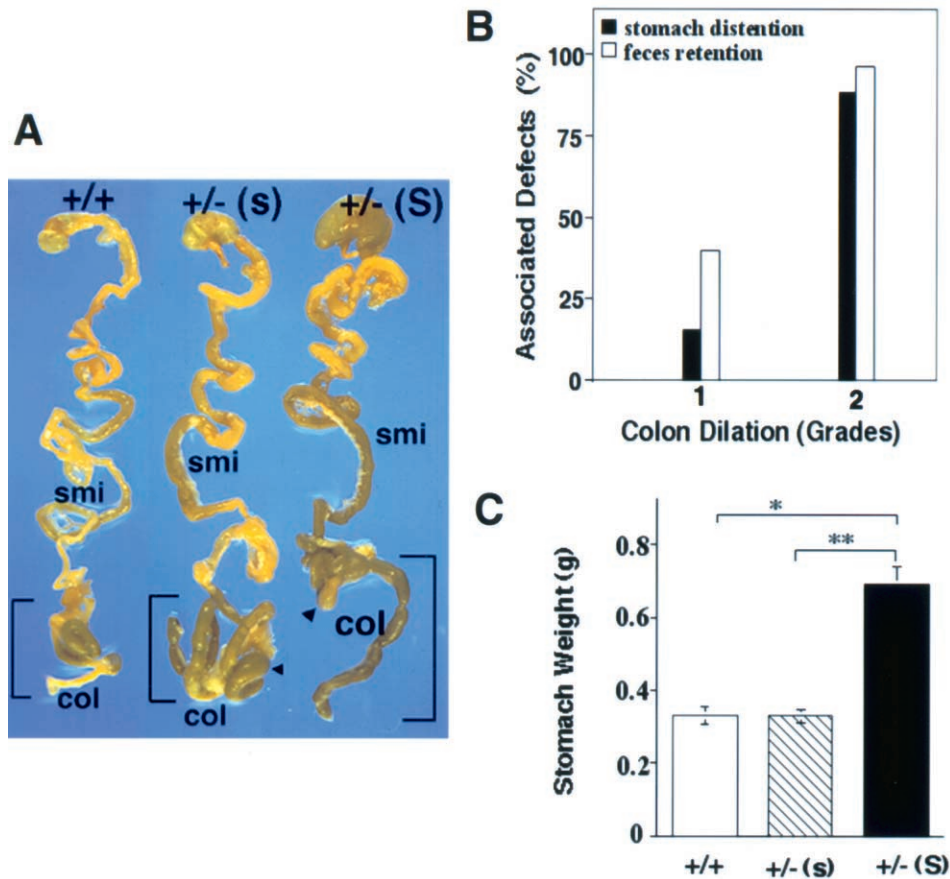 A
+/+
+/- (s)
+/- (S)
smi
smi
smi
col
col
col
B
stomach distention
feces retention
Associated Defects (%)
100
75
50
25
0
1
2
Colon Dilation (Grades)
C
*
**
Stomach Weight (g)
0.8
0.6
0.4
0.2
0
+/+
+/- (s)
+/- (S)